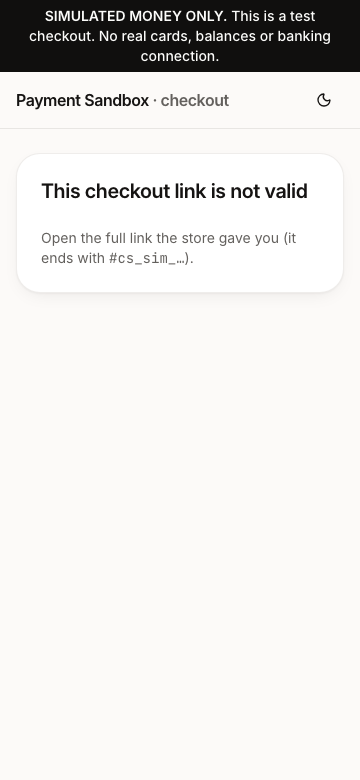 SIMULATED MONEY ONLY. This is a test
checkout. No real cards, balances or banking
connection.
Payment Sandbox · checkout
This checkout link is not valid
Open the full link the store gave you (it
ends with #cs_sim_…).